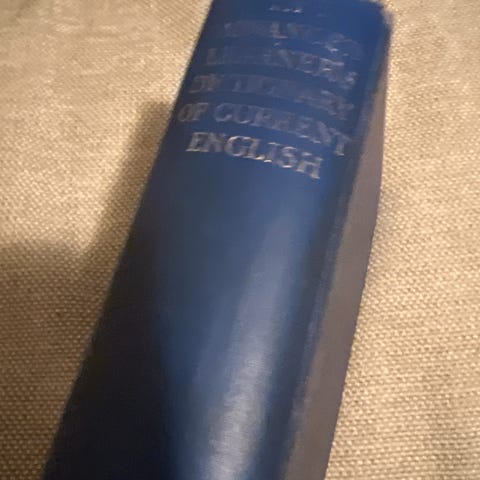 ADVANCED
LEARNER'S
DICTIONARY
OF CURRENT
ENGLISH